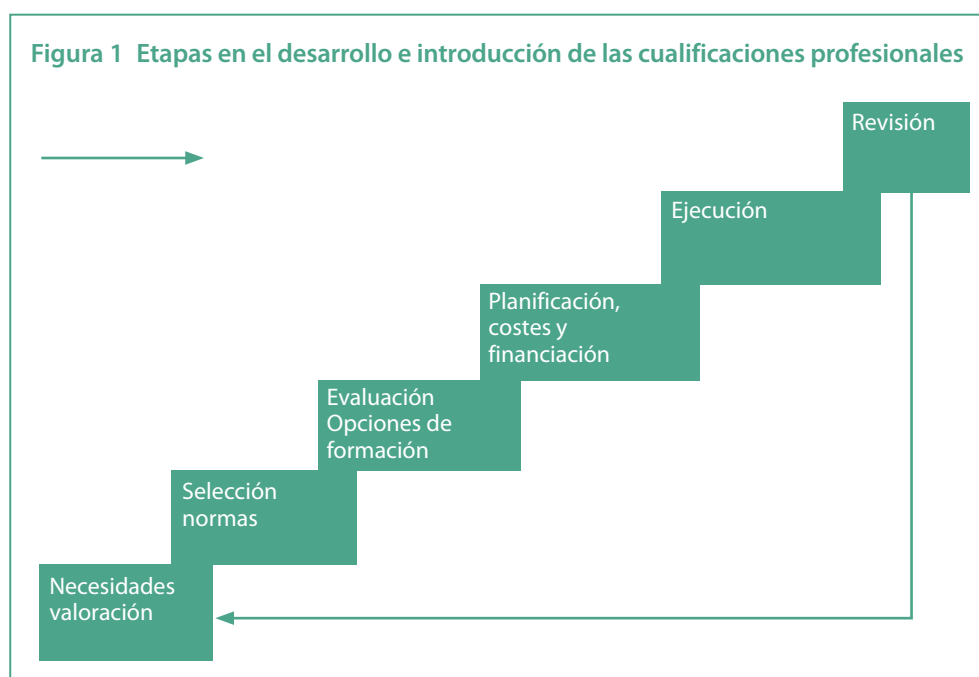 Figura 1 Etapas en el desarrollo e introducción de las cualificaciones profesionales
Revisión
Ejecución
Planificación,
costes y
financiación
Evaluación
Opciones de
formación
Selección
normas
Necesidades
valoración